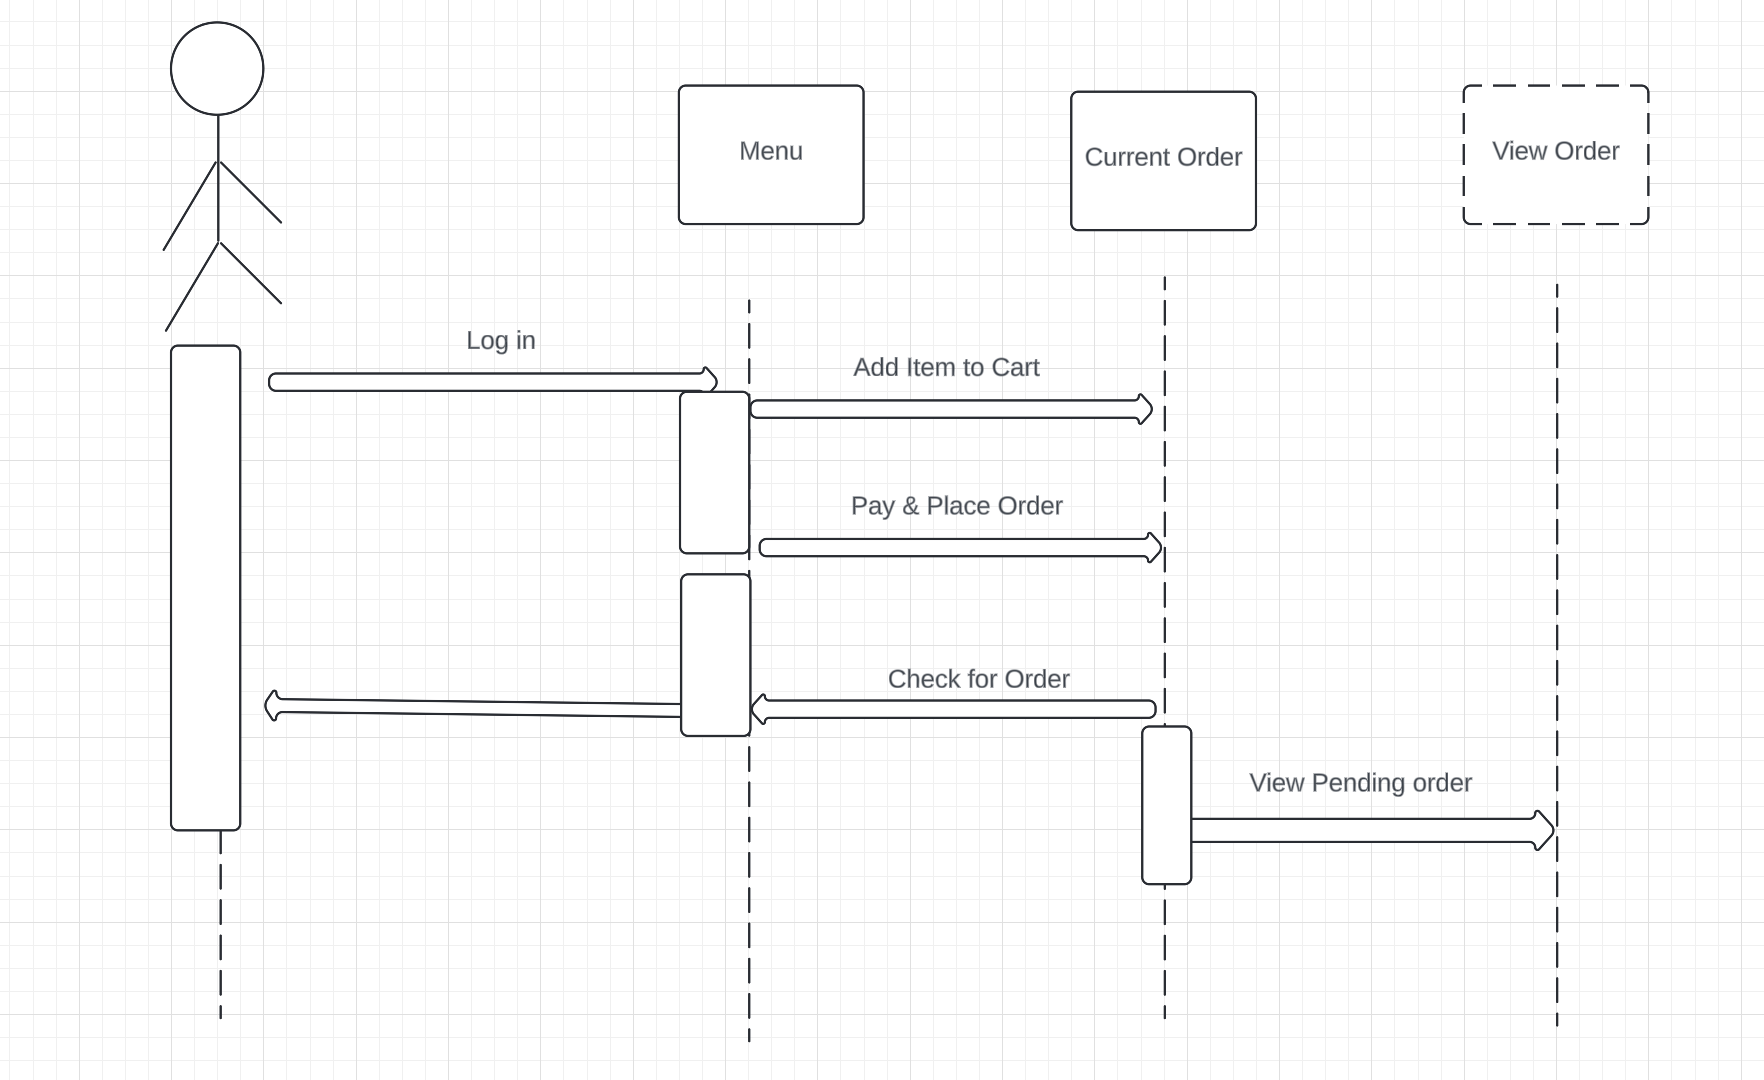 Menu
Current Order
View Order
Log in
Add Item to Cart
Pay & Place Order
Check for Order
View Pending order